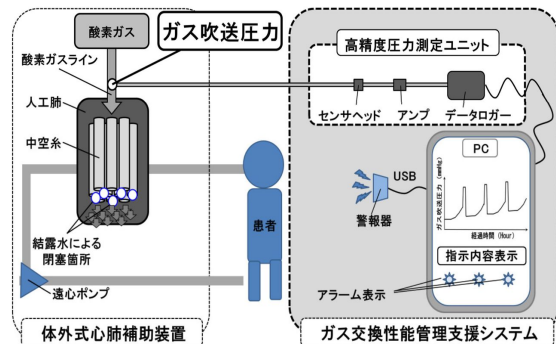 酸素ガス
ガス吹送圧力
酸素ガスライン
人工肺
中空糸
結露水による
閉塞箇所
遠心ポンプ
患者
体外式心肺補助装置
高精度圧力測定ユニット
センサヘッド
アンプ
データロガー
USB
警報器
PC
ガス吹送圧力 (mmHg)
経過時間 (Hour)
指示内容表示
アラーム表示
ガス交換性能管理支援システム